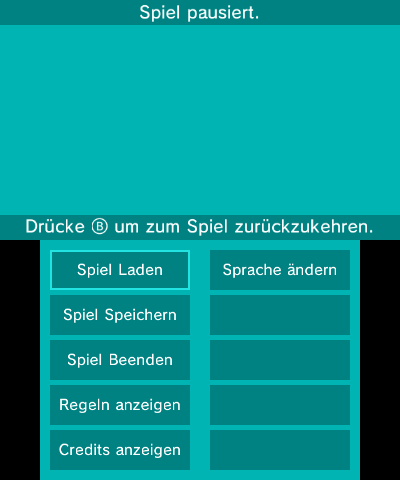 Spiel pausiert.
Drücke Ⓑ um zum Spiel zurückzukehren.
Spiel Laden
Sprache ändern
Spiel Speichern
Spiel Beenden
Regeln anzeigen
Credits anzeigen